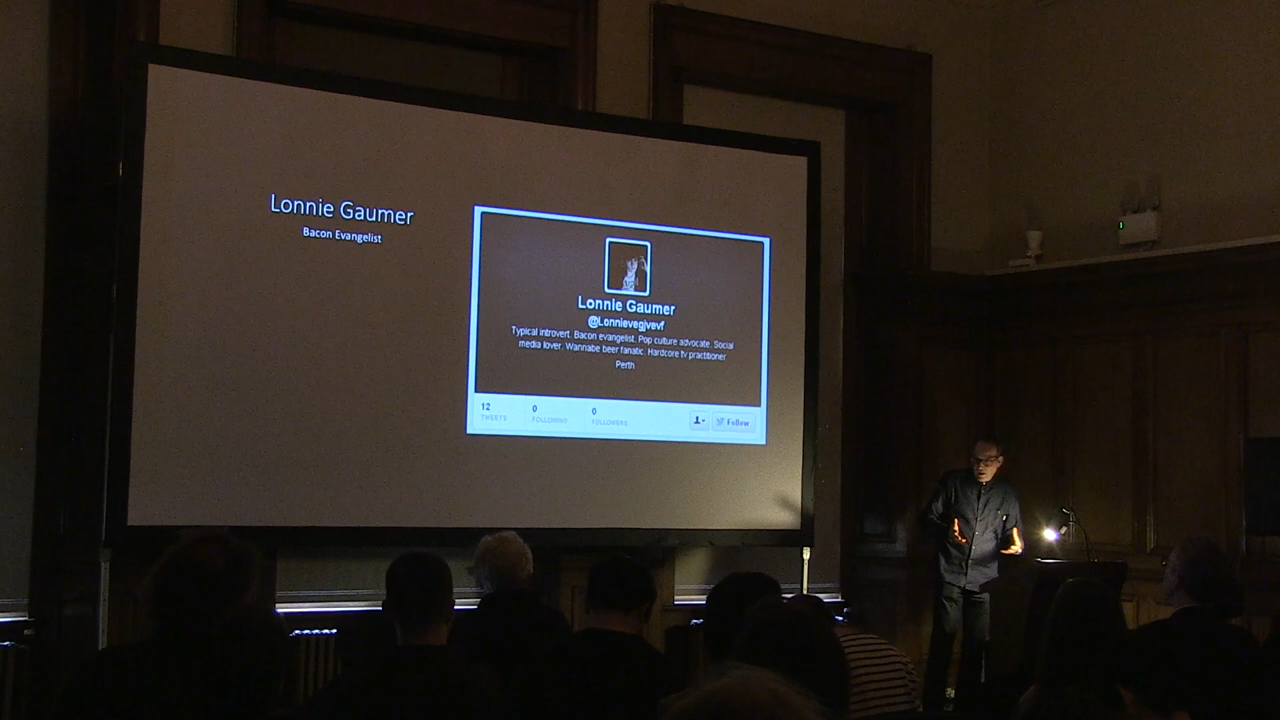 Lonnie Gaumer
Bacon Evangelist
Lonnie Gaumer
@Lonnievegjvevf
Typical introvert. Bacon evangelist. Pop culture advocate. Social
media lover. Wannabe beer fanatic. Hardcore tv practitioner
Perth
12 0 0
TWEETS FOLLOWING FOLLOWERS
Follow